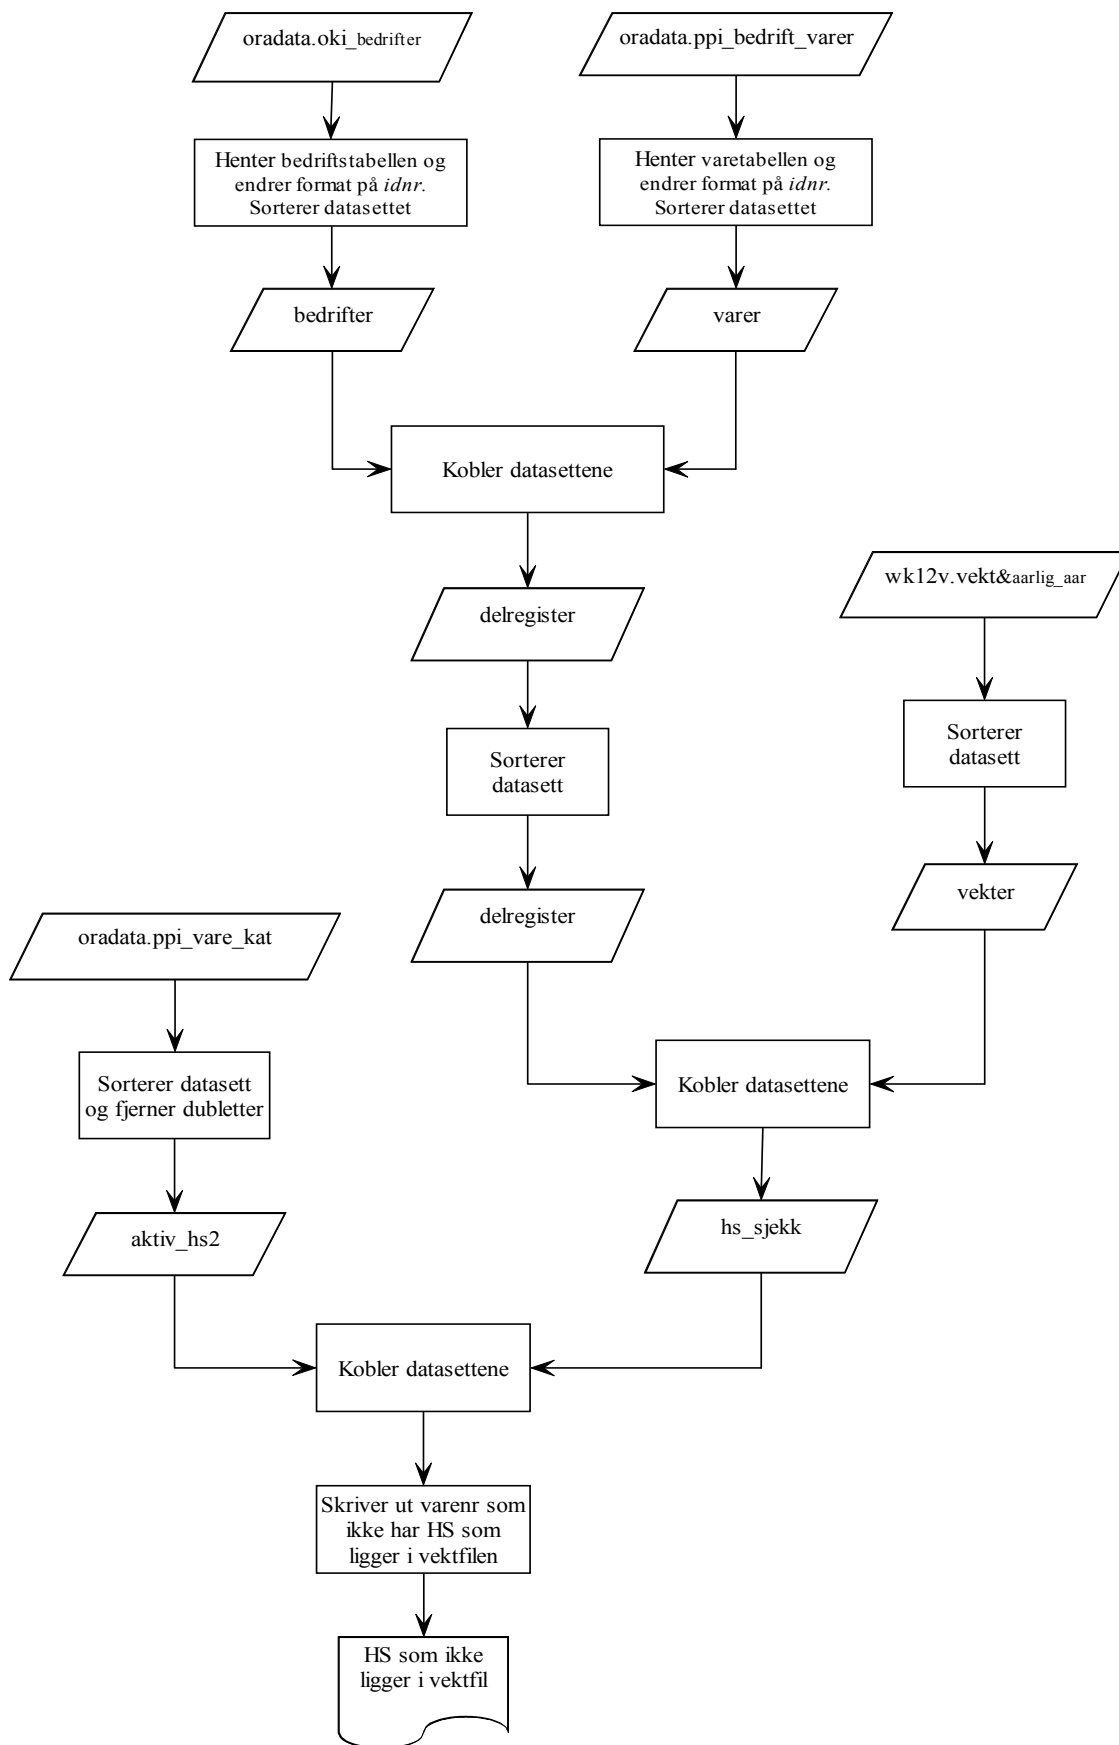 oradata.oki_bedrifter
oradata.ppi_bedrift_varer
Henter bedriftstabellen og
endrer format på idnr.
Sorterer datasettet
Henter varetabellen og
endrer format på idnr.
Sorterer datasettet
bedrifter
varer
Kobler datasettene
delregister
wk12v.vekt&aarlig_aar
Sorterer
datasett
Sorterer
datasett
delregister
vekter
oradata.ppi_vare_kat
Sorterer datasett
og fjerner dubletter
Kobler datasettene
aktiv_hs2
hs_sjekk
Kobler datasettene
Skriver ut varenr som
ikke har HS som
ligger i vektfilen
HS som ikke
ligger i vektfil